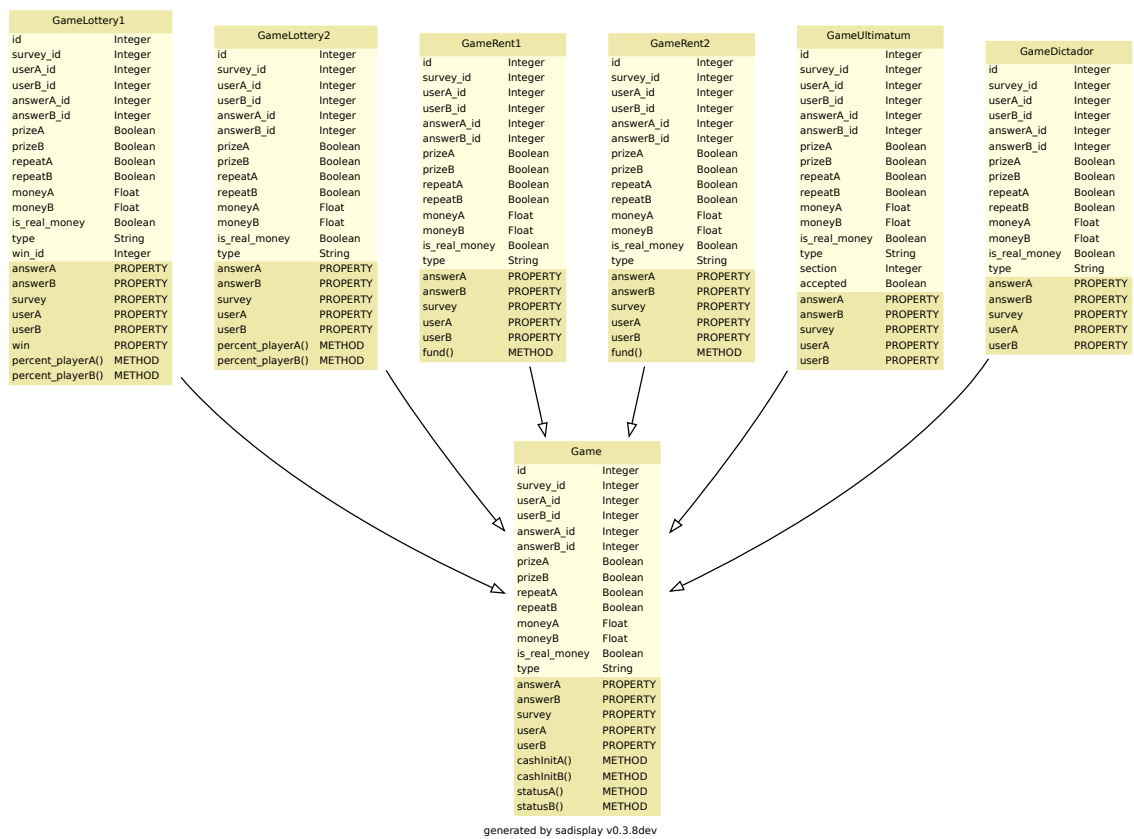 GameLottery1
id Integer
survey_id Integer
userA_id Integer
userB_id Integer
answerA_id Integer
answerB_id Integer
prizeA Boolean
prizeB Boolean
repeatA Boolean
repeatB Boolean
moneyA Float
moneyB Float
is_real_money Boolean
type String
win_id Integer
answerA PROPERTY
answerB PROPERTY
survey PROPERTY
userA PROPERTY
userB PROPERTY
win PROPERTY
percent_playerA() METHOD
percent_playerB() METHOD
GameLottery2
id Integer
survey_id Integer
userA_id Integer
userB_id Integer
answerA_id Integer
answerB_id Integer
prizeA Boolean
prizeB Boolean
repeatA Boolean
repeatB Boolean
moneyA Float
moneyB Float
is_real_money Boolean
type String
answerA PROPERTY
answerB PROPERTY
survey PROPERTY
userA PROPERTY
userB PROPERTY
percent_playerA() METHOD
percent_playerB() METHOD
GameRent1
id Integer
survey_id Integer
userA_id Integer
userB_id Integer
answerA_id Integer
answerB_id Integer
prizeA Boolean
prizeB Boolean
repeatA Boolean
repeatB Boolean
moneyA Float
moneyB Float
is_real_money Boolean
type String
answerA PROPERTY
answerB PROPERTY
survey PROPERTY
userA PROPERTY
userB PROPERTY
fund() METHOD
GameRent2
id Integer
survey_id Integer
userA_id Integer
userB_id Integer
answerA_id Integer
answerB_id Integer
prizeA Boolean
prizeB Boolean
repeatA Boolean
repeatB Boolean
moneyA Float
moneyB Float
is_real_money Boolean
type String
answerA PROPERTY
answerB PROPERTY
survey PROPERTY
userA PROPERTY
userB PROPERTY
fund() METHOD
GameUltimatum
id Integer
survey_id Integer
userA_id Integer
userB_id Integer
answerA_id Integer
answerB_id Integer
prizeA Boolean
prizeB Boolean
repeatA Boolean
repeatB Boolean
moneyA Float
moneyB Float
is_real_money Boolean
type String
section Integer
accepted Boolean
answerA PROPERTY
answerB PROPERTY
survey PROPERTY
userA PROPERTY
userB PROPERTY
GameDictador
id Integer
survey_id Integer
userA_id Integer
userB_id Integer
answerA_id Integer
answerB_id Integer
prizeA Boolean
prizeB Boolean
repeatA Boolean
repeatB Boolean
moneyA Float
moneyB Float
is_real_money Boolean
type String
answerA PROPERTY
answerB PROPERTY
survey PROPERTY
userA PROPERTY
userB PROPERTY
Game
id Integer
survey_id Integer
userA_id Integer
userB_id Integer
answerA_id Integer
answerB_id Integer
prizeA Boolean
prizeB Boolean
repeatA Boolean
repeatB Boolean
moneyA Float
moneyB Float
is_real_money Boolean
type String
answerA PROPERTY
answerB PROPERTY
survey PROPERTY
userA PROPERTY
userB PROPERTY
cashInitA() METHOD
cashInitB() METHOD
statusA() METHOD
statusB() METHOD
generated by sadisplay v0.3.8dev